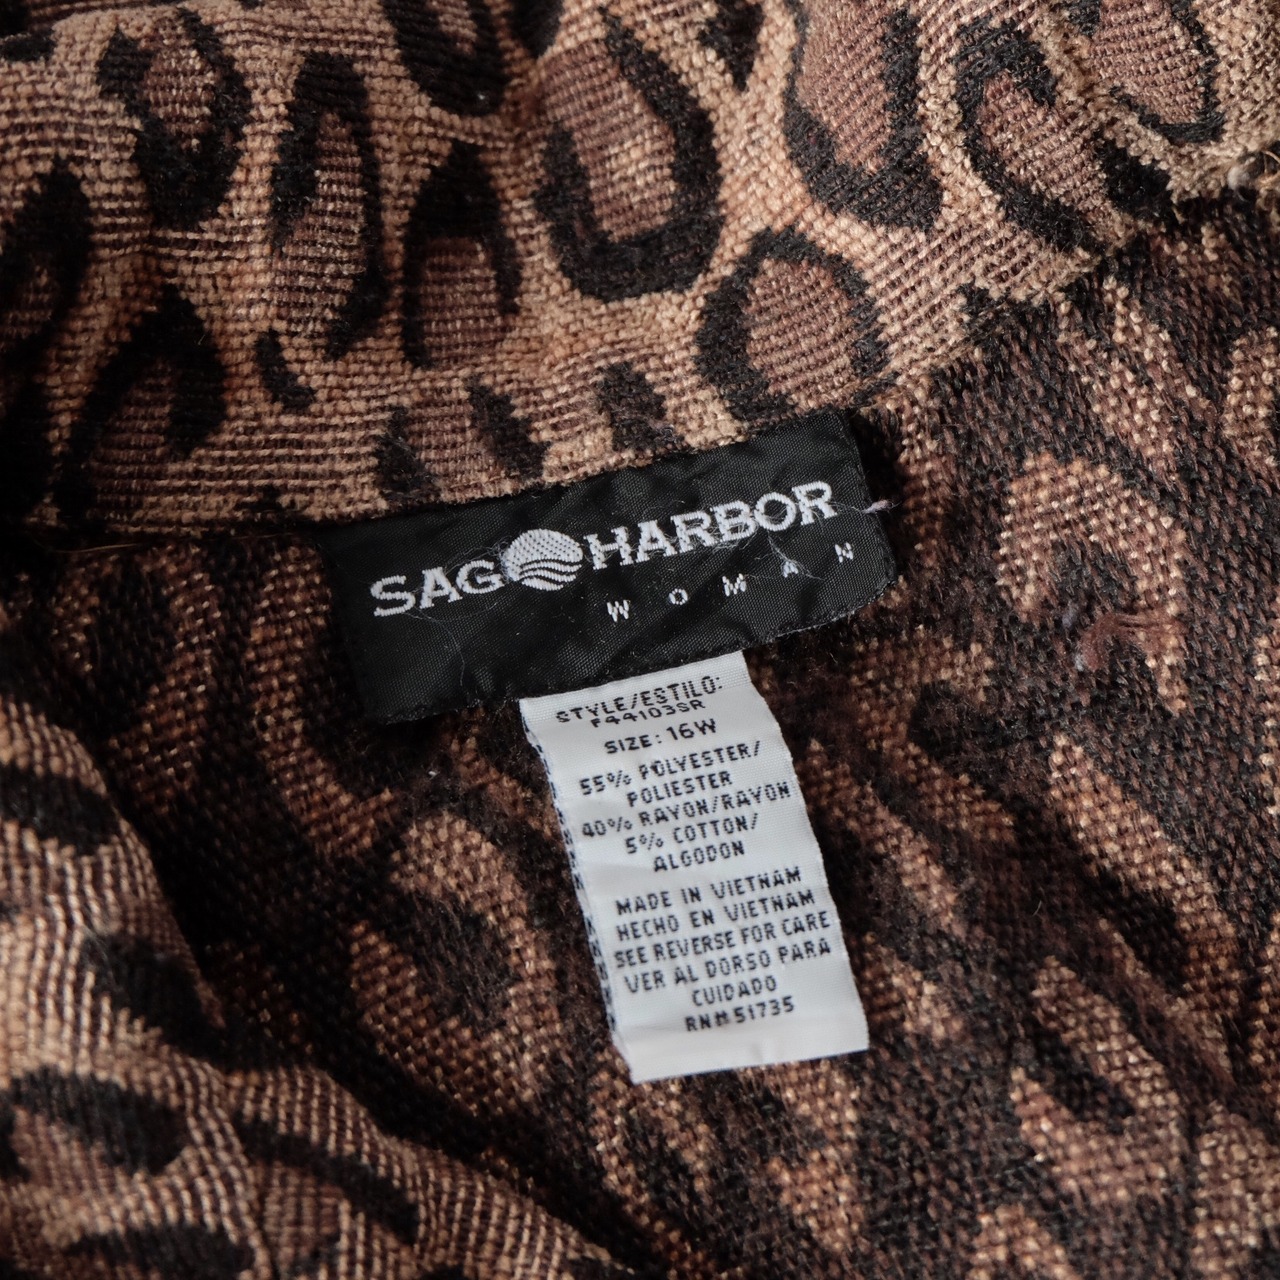 SAG HARBOR
WOMAN
STYLE/ESTILO:
F44103SR
SIZE: 16W
55% POLYESTER/
POLIESTER
40% RAYON/RAYON
5% COTTON/
ALGODON
MADE IN VIETNAM
HECHO EN VIETNAM
SEE REVERSE FOR CARE
VER AL DORSO PARA
CUIDADO
RN# 51735